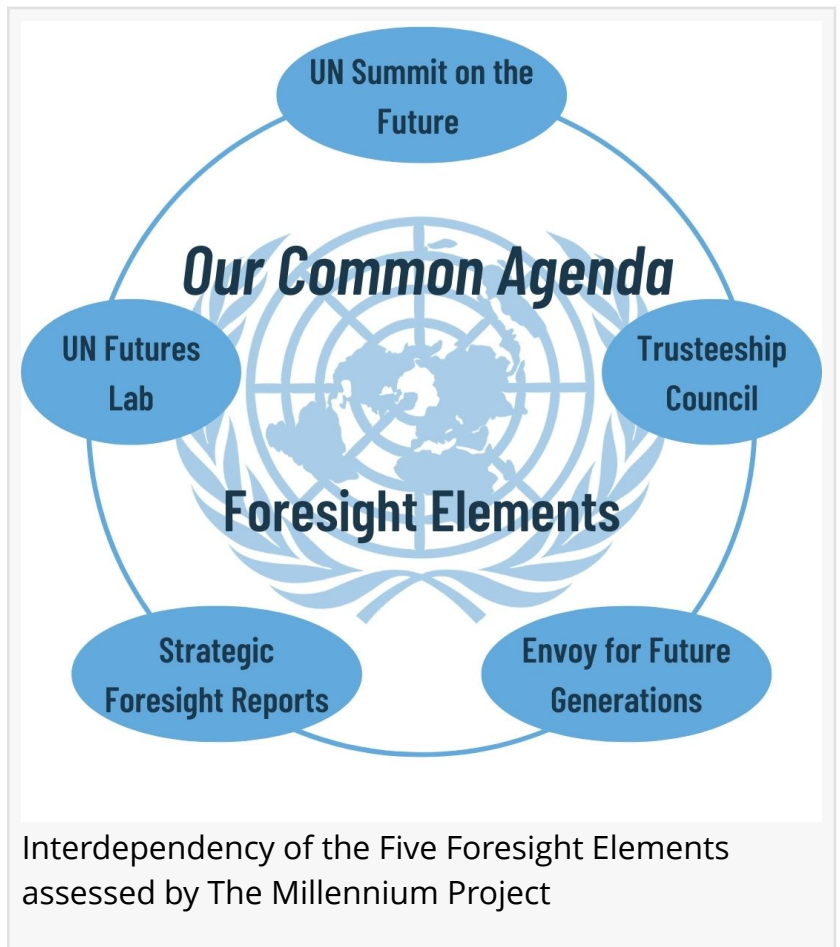 UN Summit on the
Future
Our Common Agenda
UN Futures
Lab
Trusteeship
Council
Foresight Elements
Strategic
Foresight Reports
Envoy for Future
Generations
Interdependency of the Five Foresight Elements
assessed by The Millennium Project